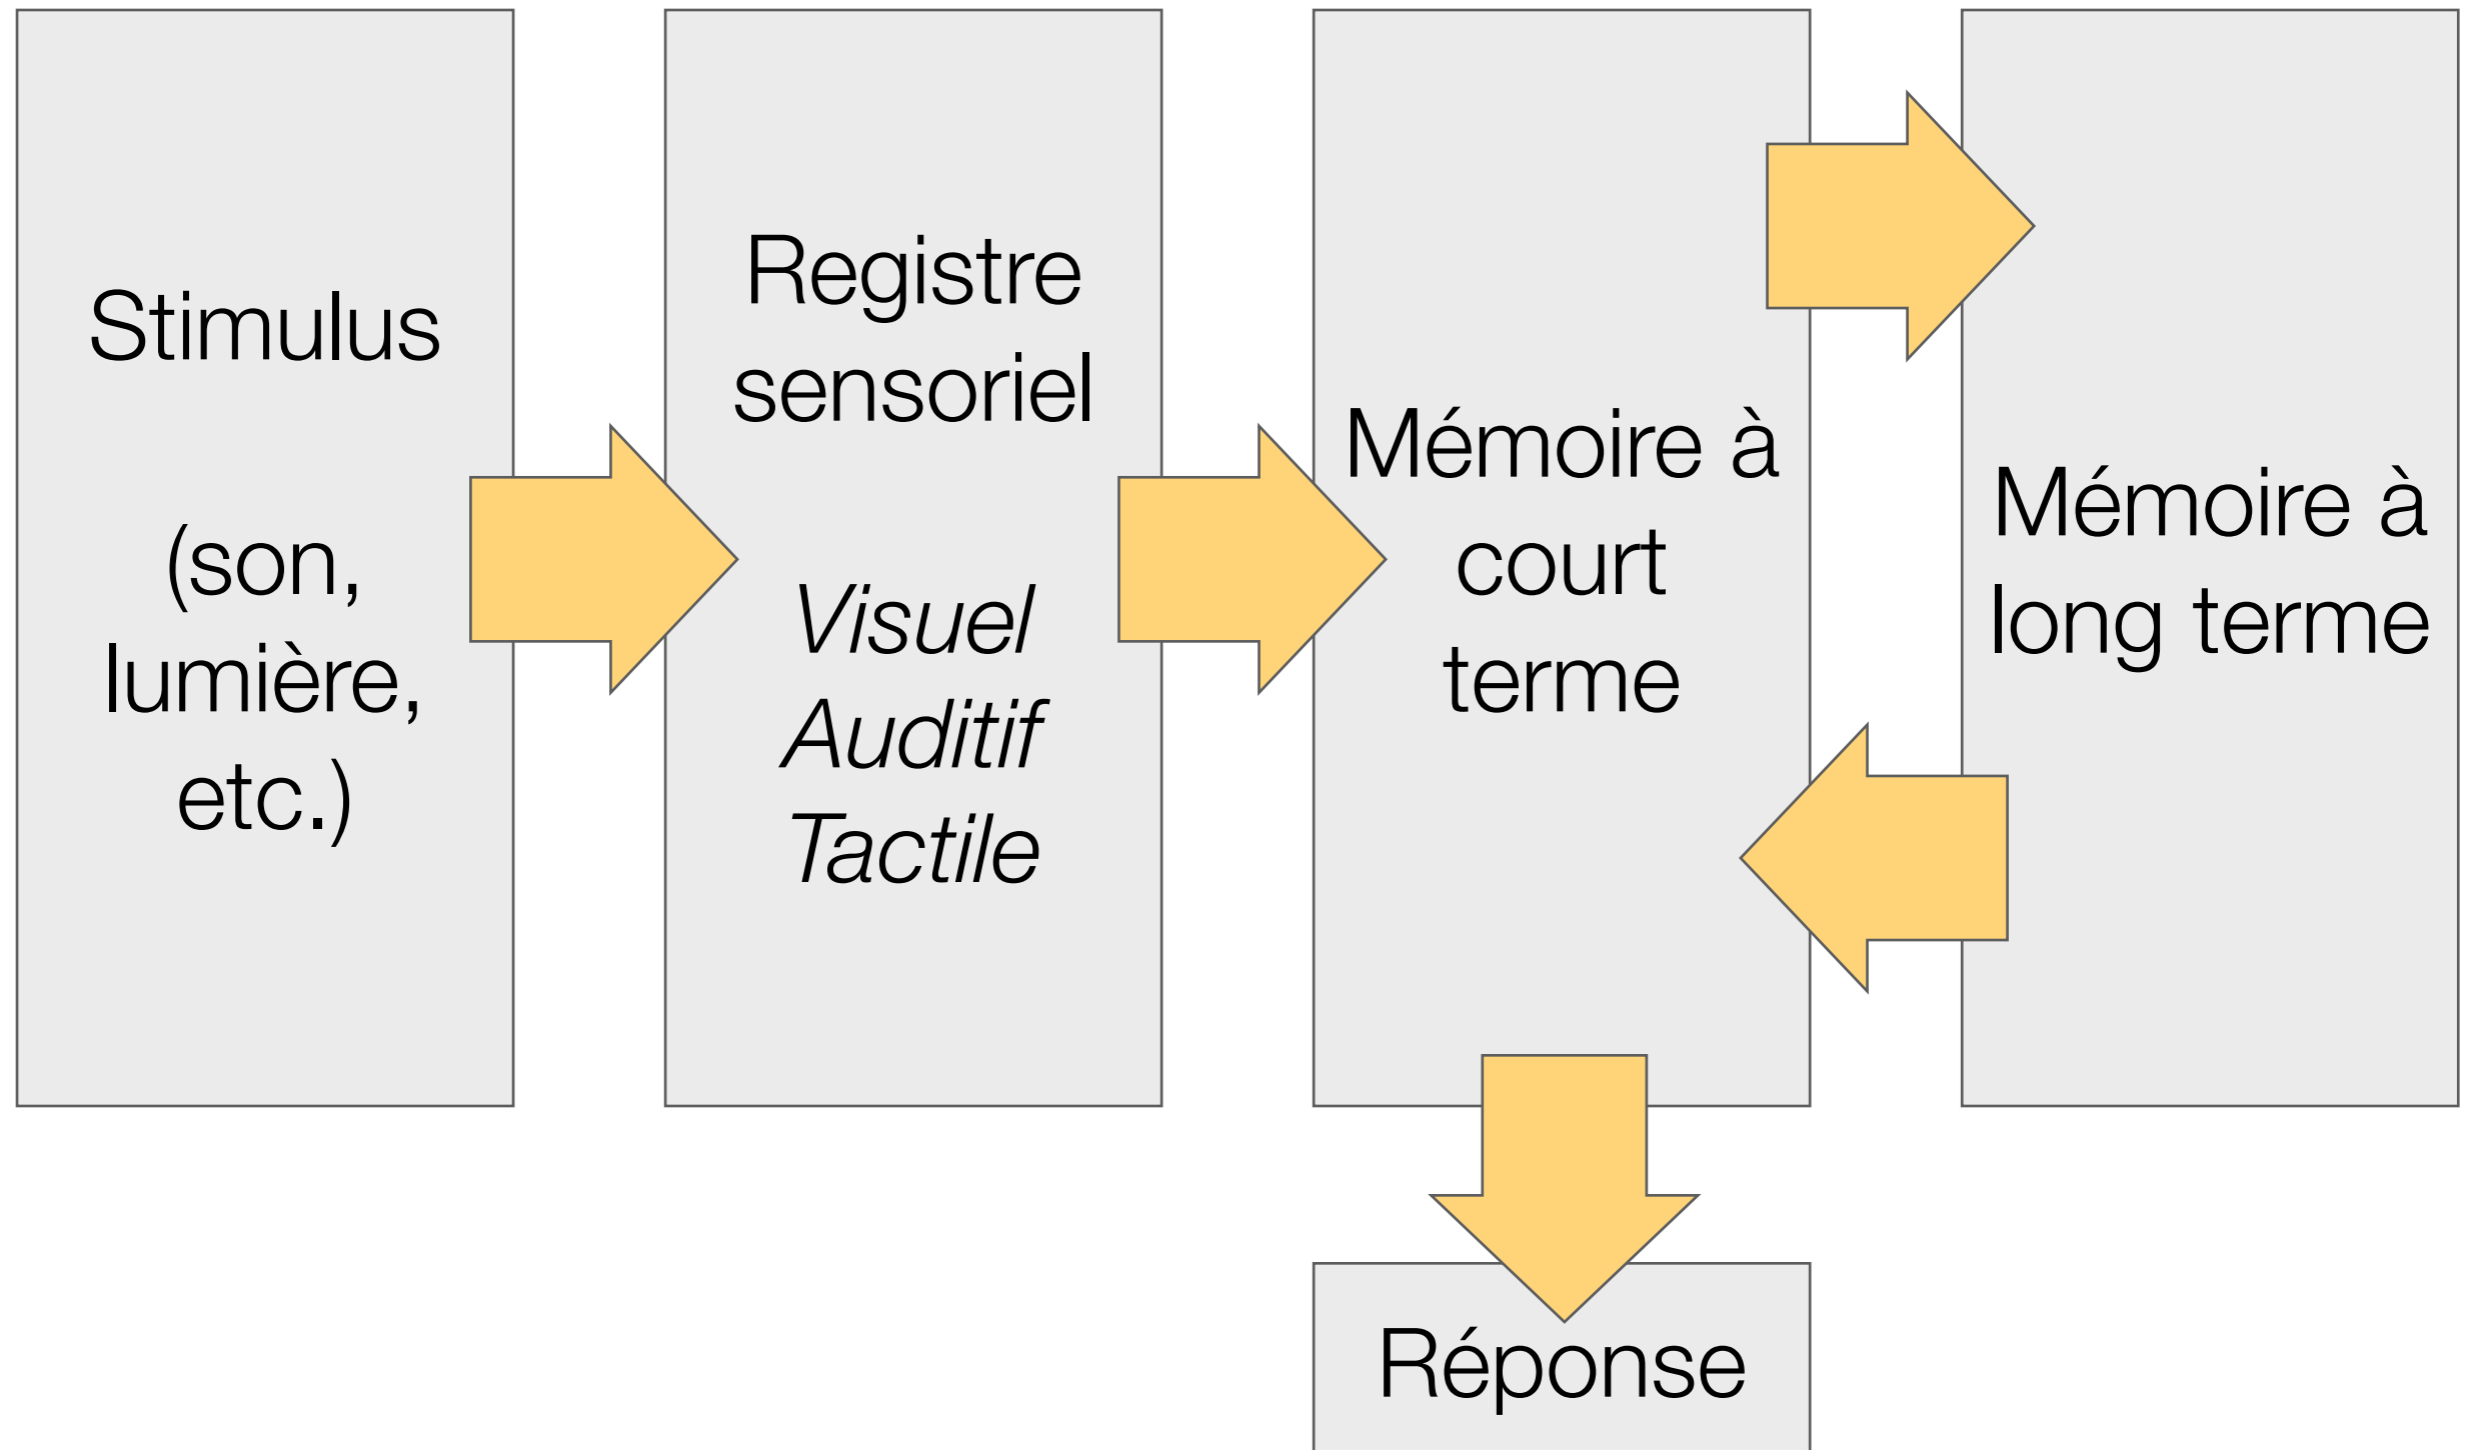 Stimulus
(son,
lumière,
etc.)
Registre
sensoriel
Visuel
Auditif
Tactile
Mémoire à
court
terme
Mémoire à
long terme
Réponse